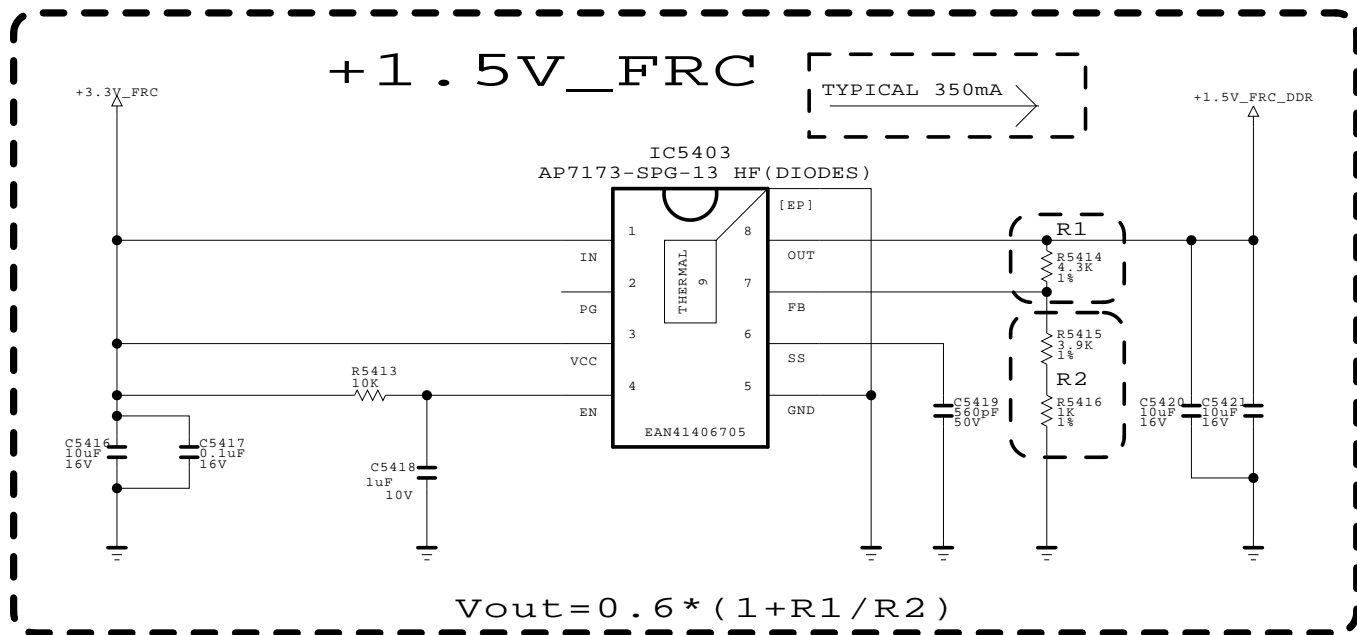 +1.5V_FRC
TYPICAL 350mA
+3.3V_FRC
+1.5V_FRC_DDR
IC5403
AP7173-SPG-13 HF(DIODES)
[EP]
1
8
R1
IN
OUT
R5414
4.3K
1%
THERMAL
9
2
7
PG
FB
3
6
R5415
3.9K
1%
VCC
SS
R5413
10K
4
5
R2
EN
GND
R5416
1K
1%
C5419
560pF
50V
C5420
10uF
16V
C5421
10uF
16V
EAN41406705
C5416
10uF
16V
C5417
0.1uF
16V
C5418
1uF
10V
Vout=0.6*(1+R1/R2)